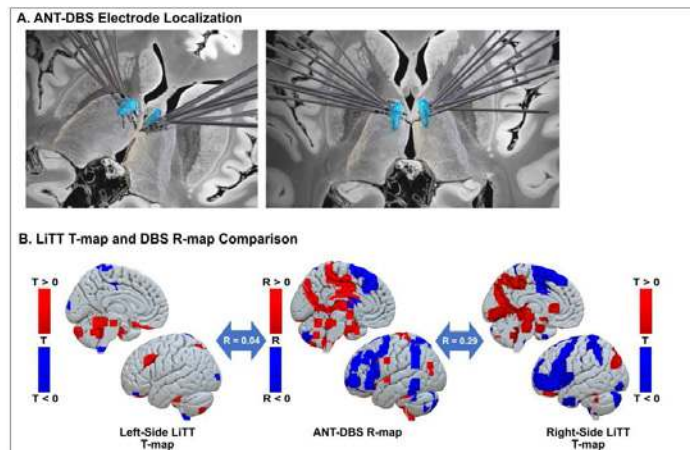 A. ANT-DBS Electrode Localization
B. LiTT T-map and DBS R-map Comparison
T > 0
T
T < 0
R = 0.04
R > 0
R
R < 0
R = 0.29
T > 0
T
T < 0
Left-Side LiTT
T-map
ANT-DBS R-map
Right-Side LiTT
T-map